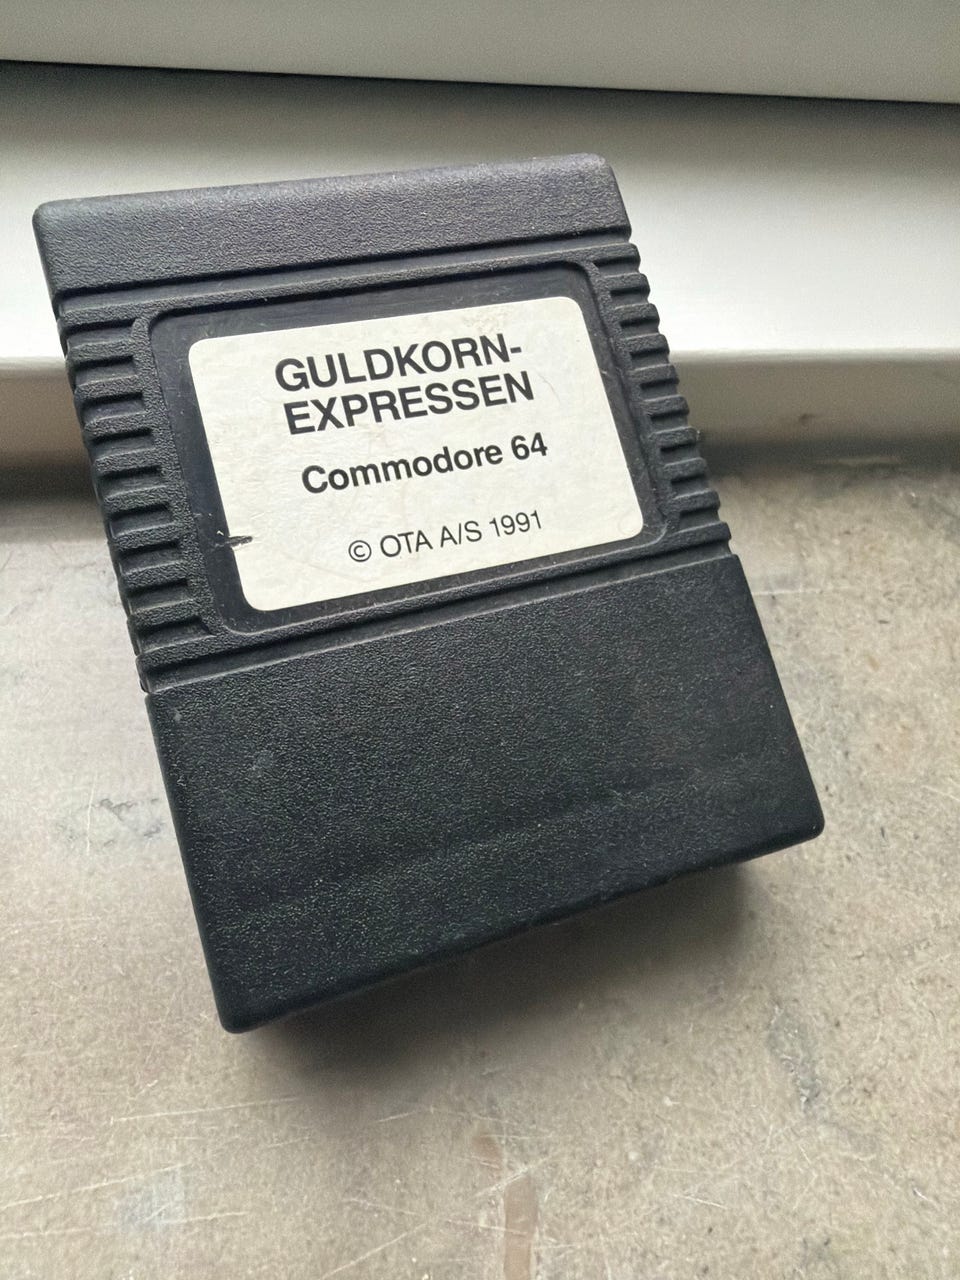 GULDKORN-
EXPRESSEN
Commodore 64
© OTA A/S 1991